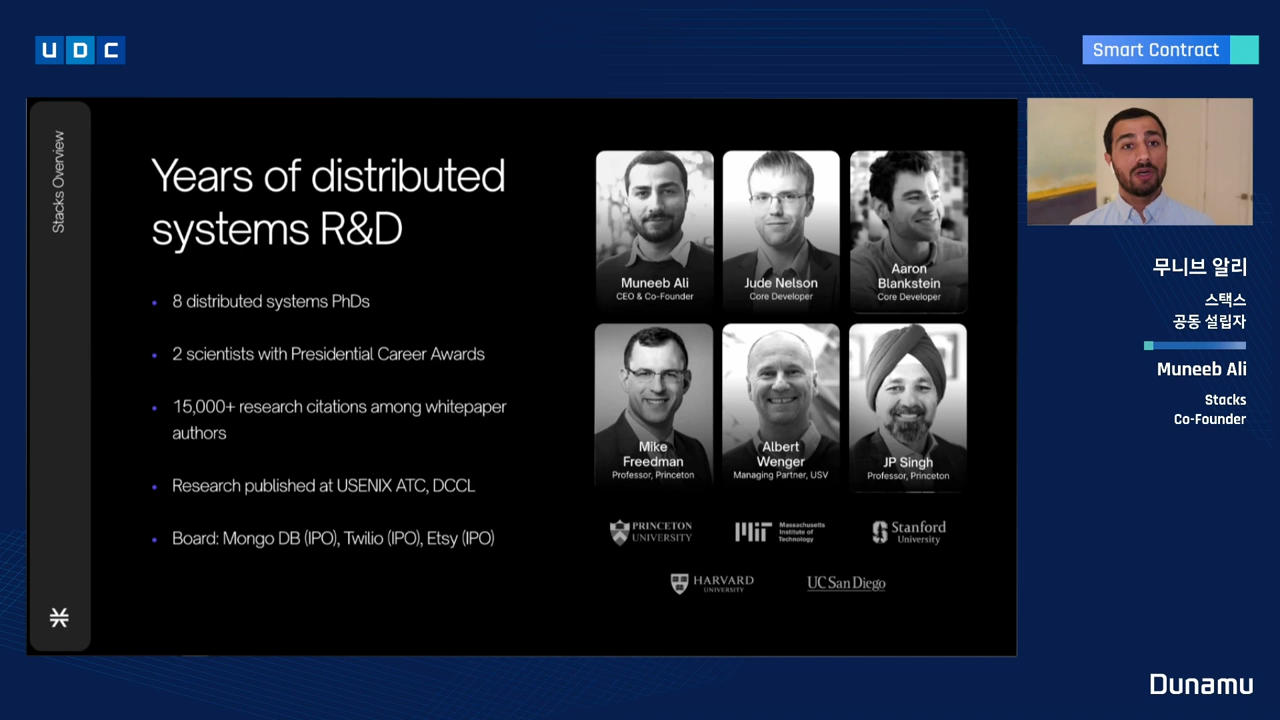 UDC
Smart Contract
Stacks Overview
Years of distributed
systems R&D
• 8 distributed systems PhDs
• 2 scientists with Presidential Career Awards
• 15,000+ research citations among whitepaper
authors
• Research published at USENIX ATC, DCCL
• Board: Mongo DB (IPO), Twilio (IPO), Etsy (IPO)
Muneeb Ali
CEO & Co-Founder
Jude Nelson
Core Developer
Aaron
Blankstein
Core Developer
Mike
Freedman
Professor, Princeton
Albert
Wenger
Managing Partner, USV
JP Singh
Professor, Princeton
PRINCETON
UNIVERSITY
MIT
Massachusetts
Institute of
Technology
Stanford
University
HARVARD
UNIVERSITY
UC San Diego
무니브 알리
스택스
공동 설립자
Muneeb Ali
Stacks
Co-Founder
Dunamu